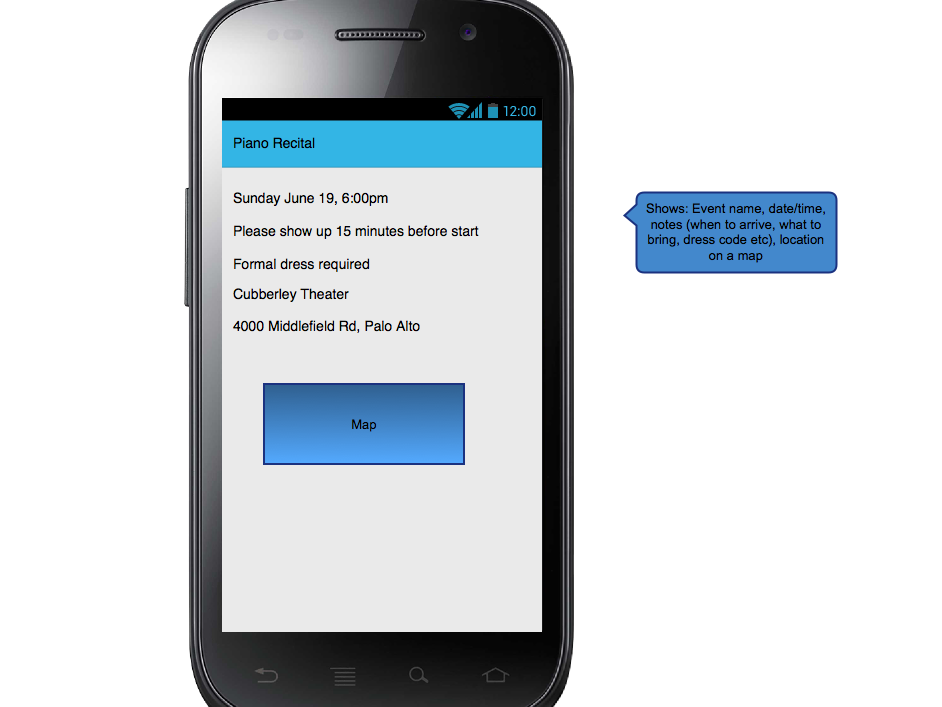 12:00
Piano Recital
Sunday June 19, 6:00pm
Please show up 15 minutes before start
Formal dress required
Cubberley Theater
4000 Middlefield Rd, Palo Alto
Map
Shows: Event name, date/time,
notes (when to arrive, what to
bring, dress code etc), location
on a map